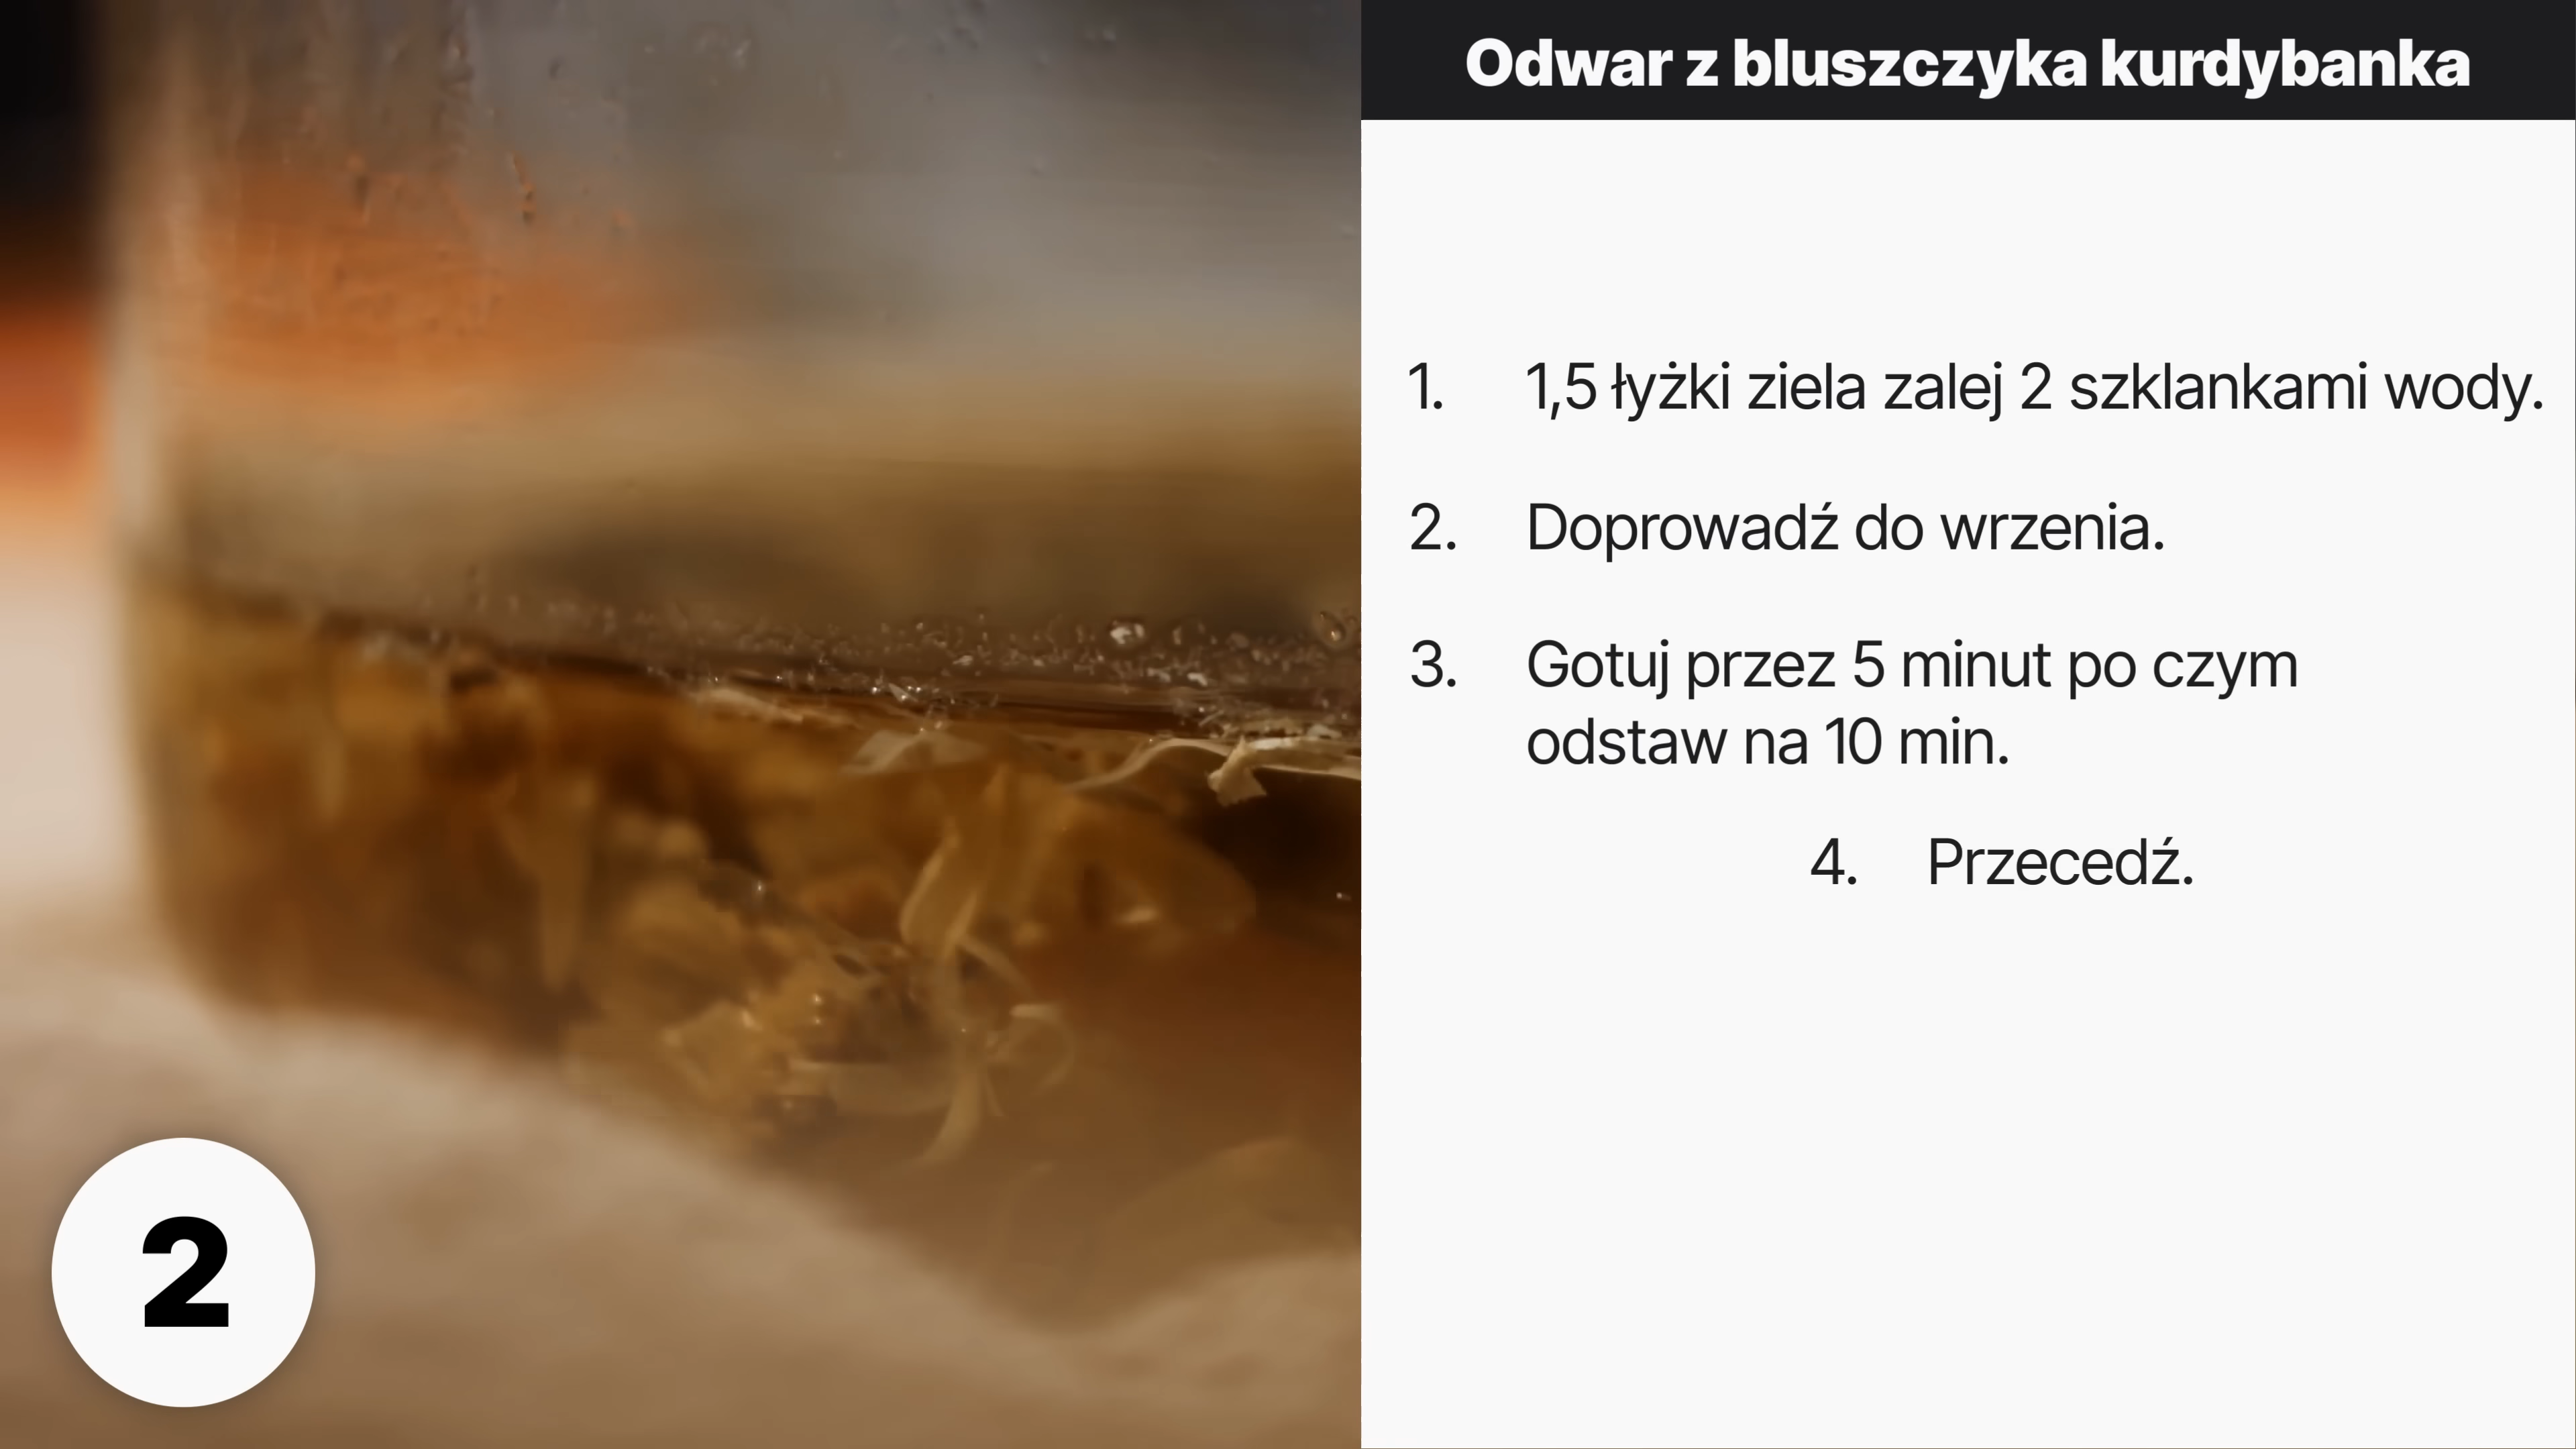 Odwar z bluszczyka kurdybanka
1. 1,5 łyżki ziela zalej 2 szklankami wody.
2. Doprowadź do wrzenia.
3. Gotuj przez 5 minut po czym
odstaw na 10 min.
4. Przecedź.
2